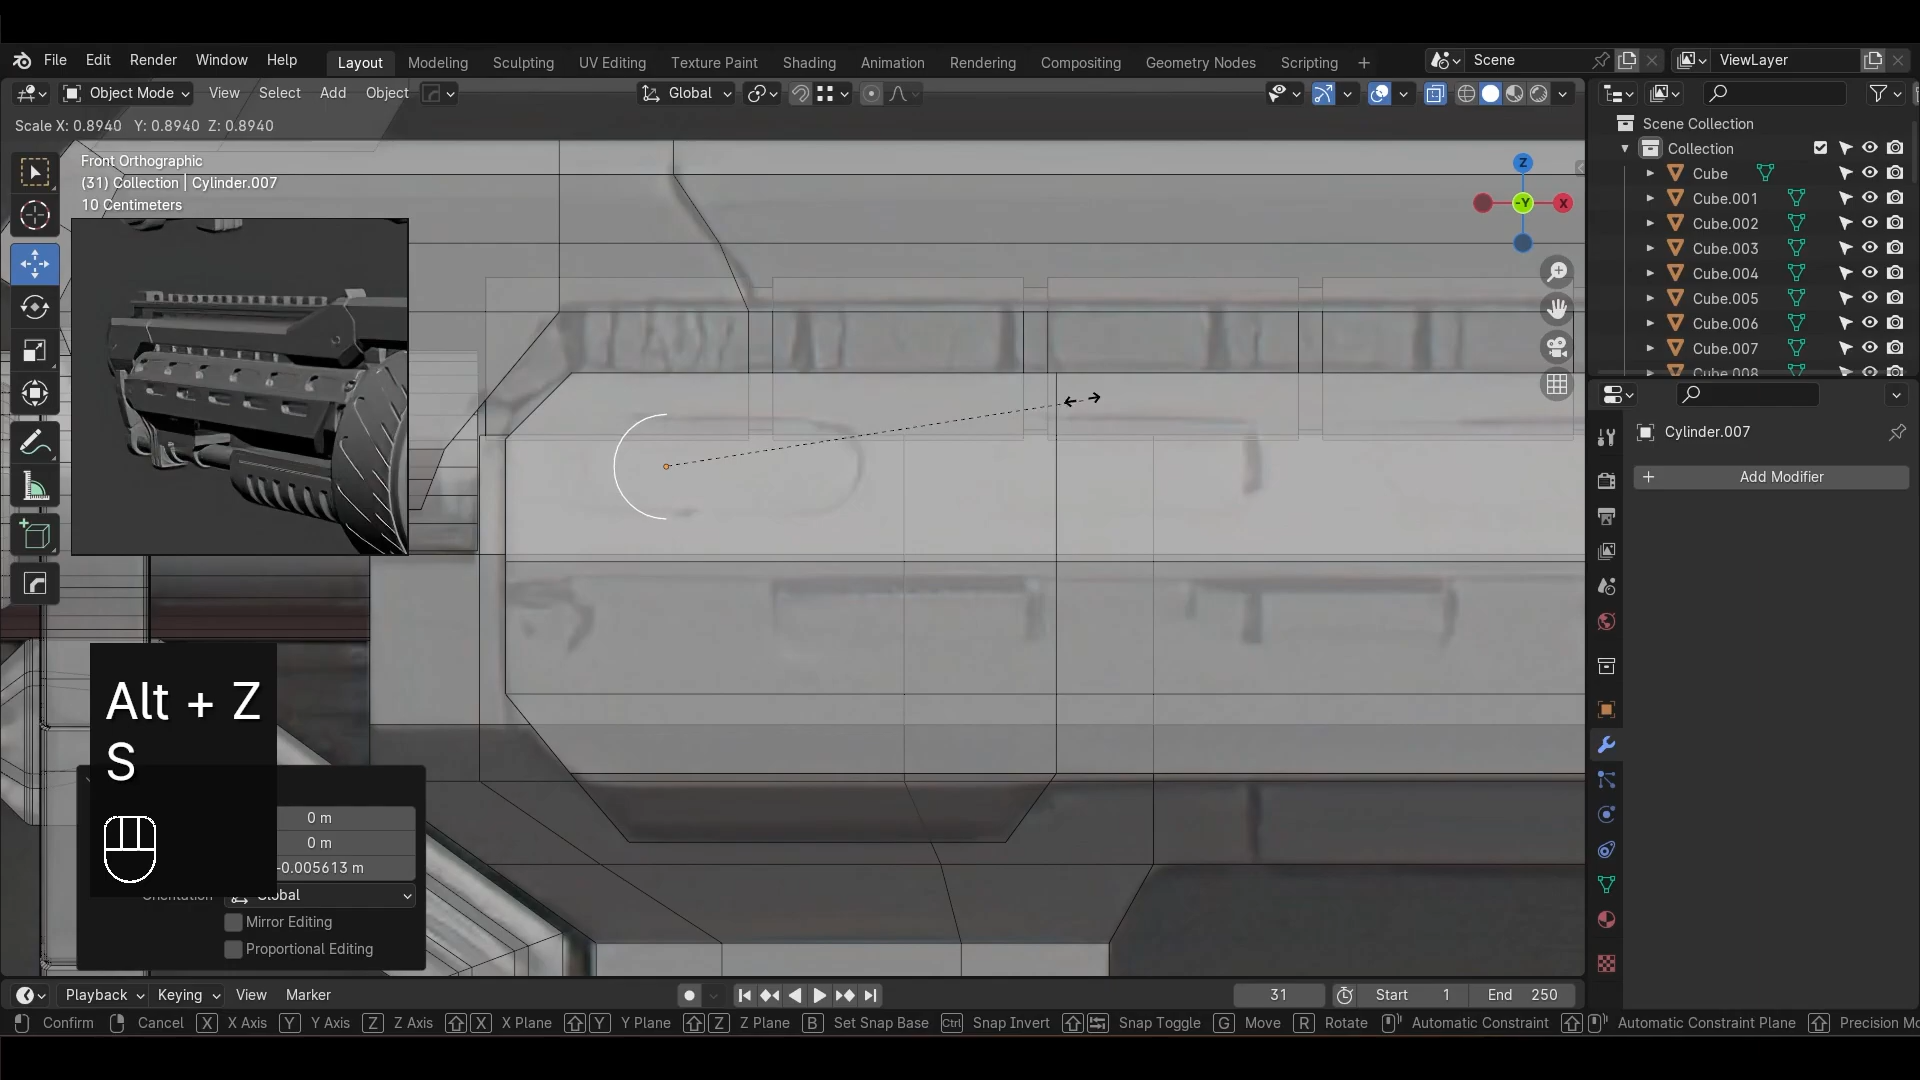 File Edit Render Window Help Layout Modeling Sculpting UV Editing Texture Paint Shading Animation Rendering Compositing Geometry Nodes Scripting + Scene ViewLayer
Object Mode View Select Add Object Global
Scale X: 0.8940 Y: 0.8940 Z: 0.8940
Front Orthographic
(31) Collection | Cylinder.007
10 Centimeters
Z
-Y
X
Scene Collection
Collection
Cube
Cube.001
Cube.002
Cube.003
Cube.004
Cube.005
Cube.006
Cube.007
Cube.008
Cylinder.007
+ Add Modifier
Alt + Z
S
0 m
0 m
-0.005613 m
Mirror Editing
Proportional Editing
Playback Keying View Marker 31 Start 1 End 250
Confirm Cancel X X Axis Y Y Axis Z Z Axis X X Plane Y Y Plane Z Z Plane B Set Snap Base Ctrl Snap Invert Snap Toggle G Move R Rotate Automatic Constraint Automatic Constraint Plane Precision